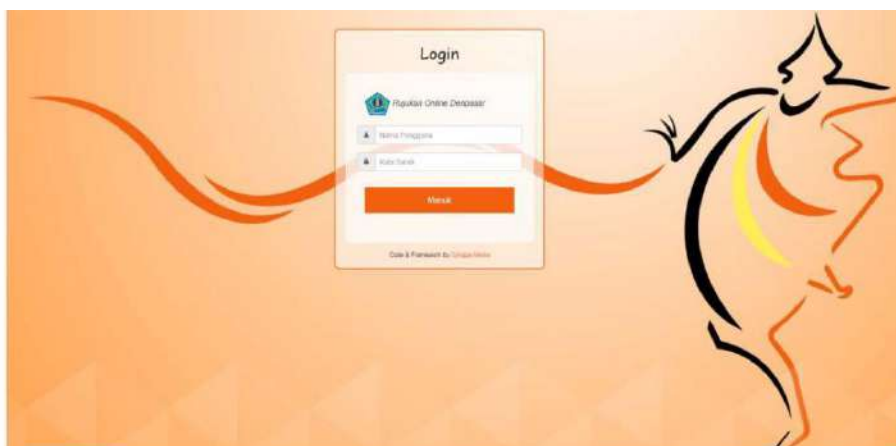 Login
Rujukan Online Denpasar
Nama Pengguna
Kata Sandi
Masuk
Code & Framework by